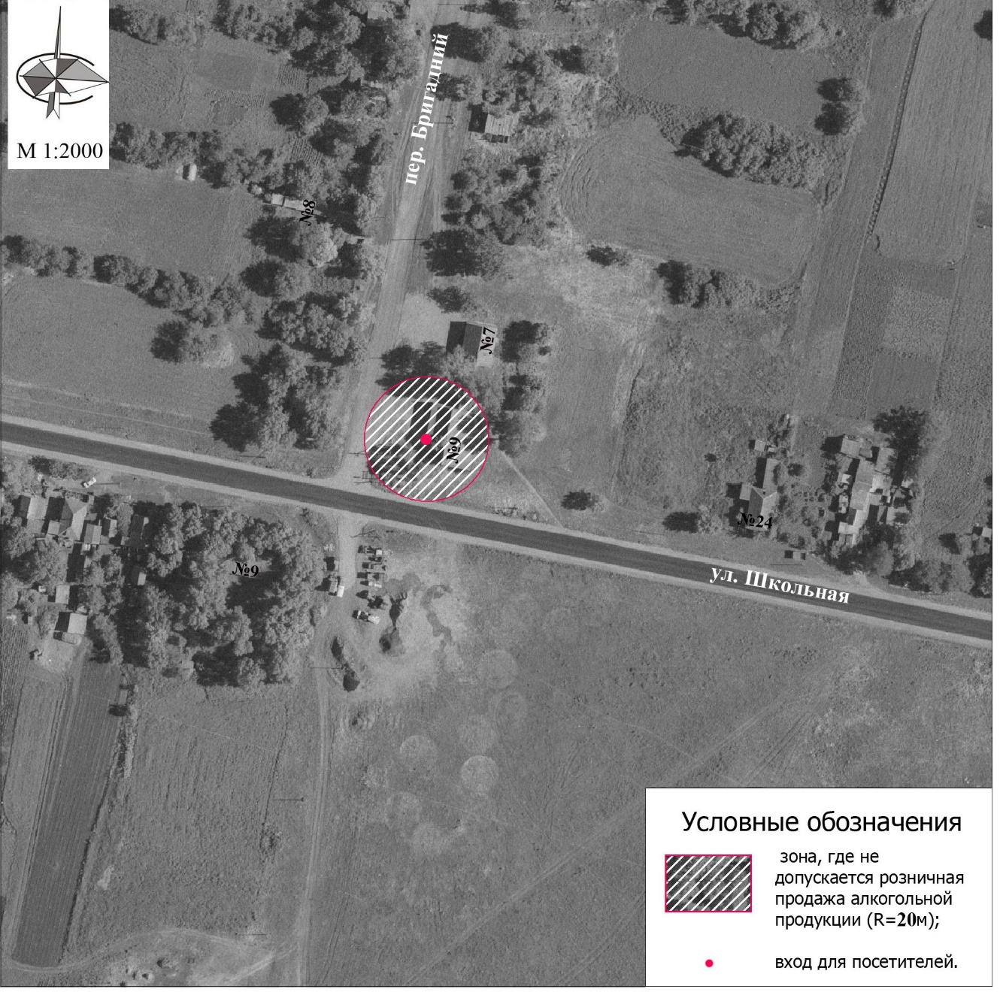 М 1:2000
пер. Бригадний
№8
№7
№9
№24
№9
ул. Школьная
Условные обозначения
зона, где не
допускается розничная
продажа алкогольной
продукции (R=20м);
вход для посетителей.